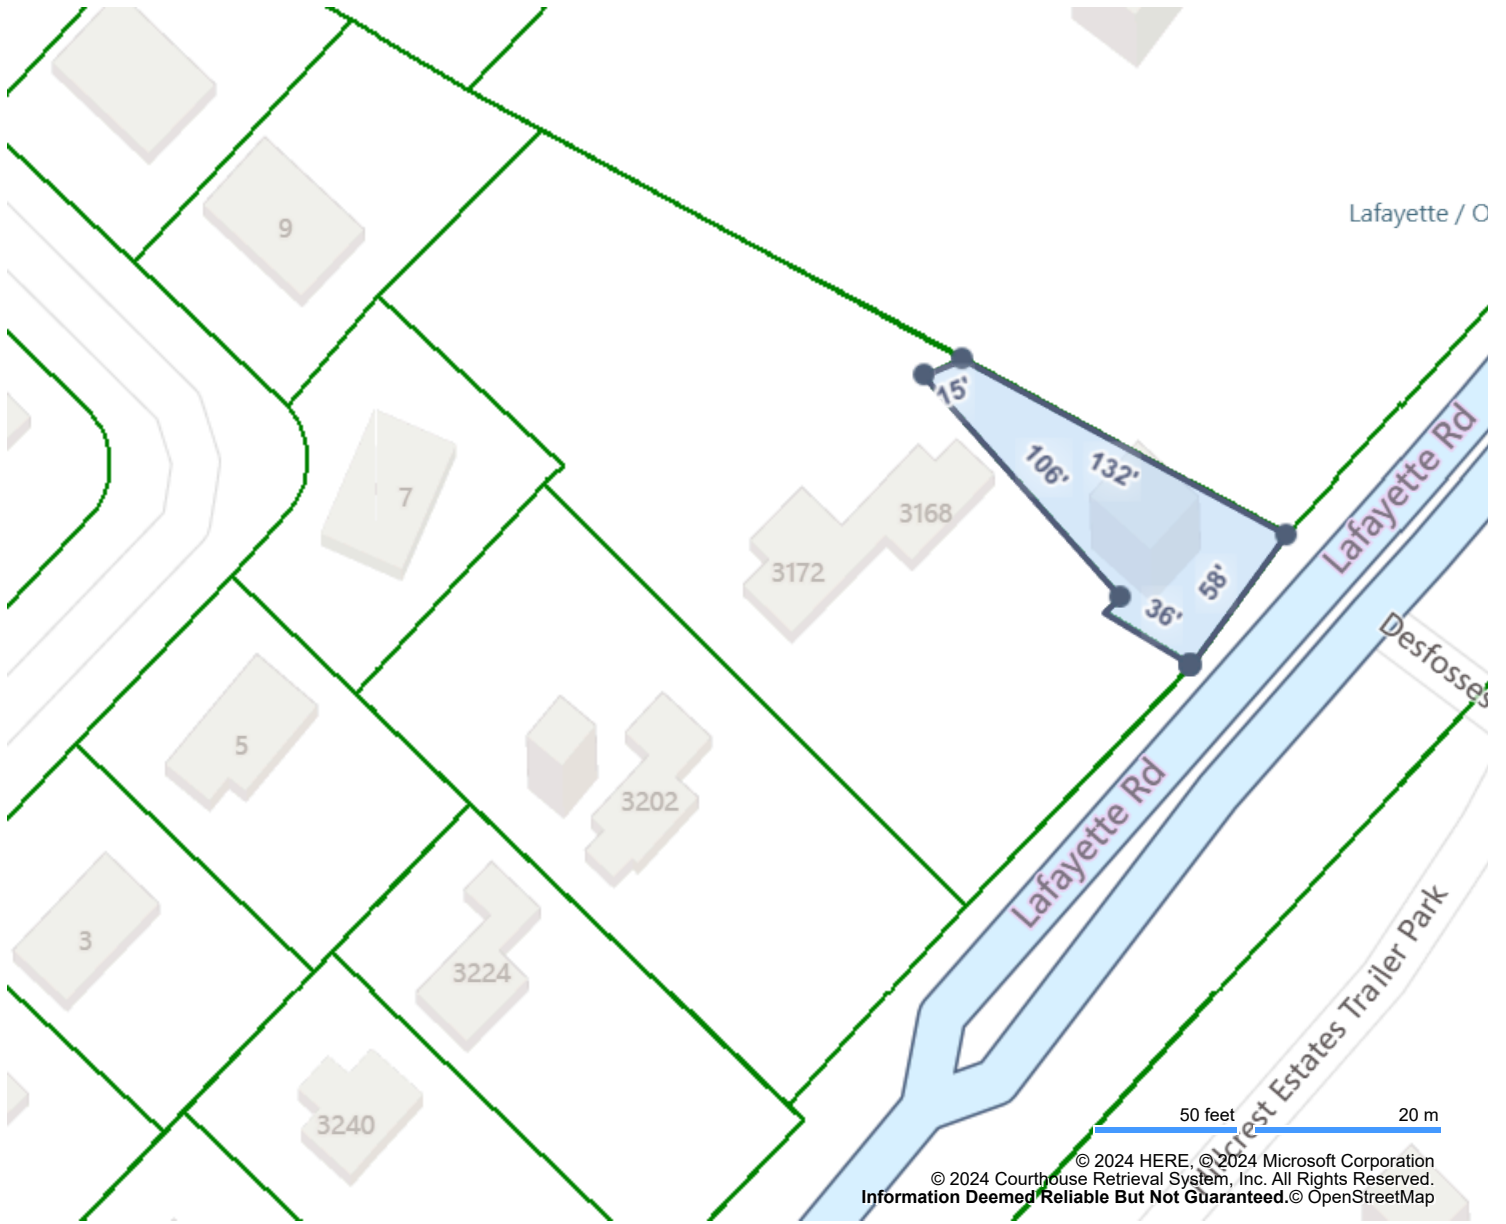 9
Lafayette / O
15'
106'
132'
Lafayette Rd
7
3168
3172
58'
36'
Desfosses
5
3202
Lafayette Rd
3
3224
Hillcrest Estates Trailer Park
3240
50 feet
20 m
© 2024 HERE, © 2024 Microsoft Corporation
© 2024 Courthouse Retrieval System, Inc. All Rights Reserved.
Information Deemed Reliable But Not Guaranteed.© OpenStreetMap